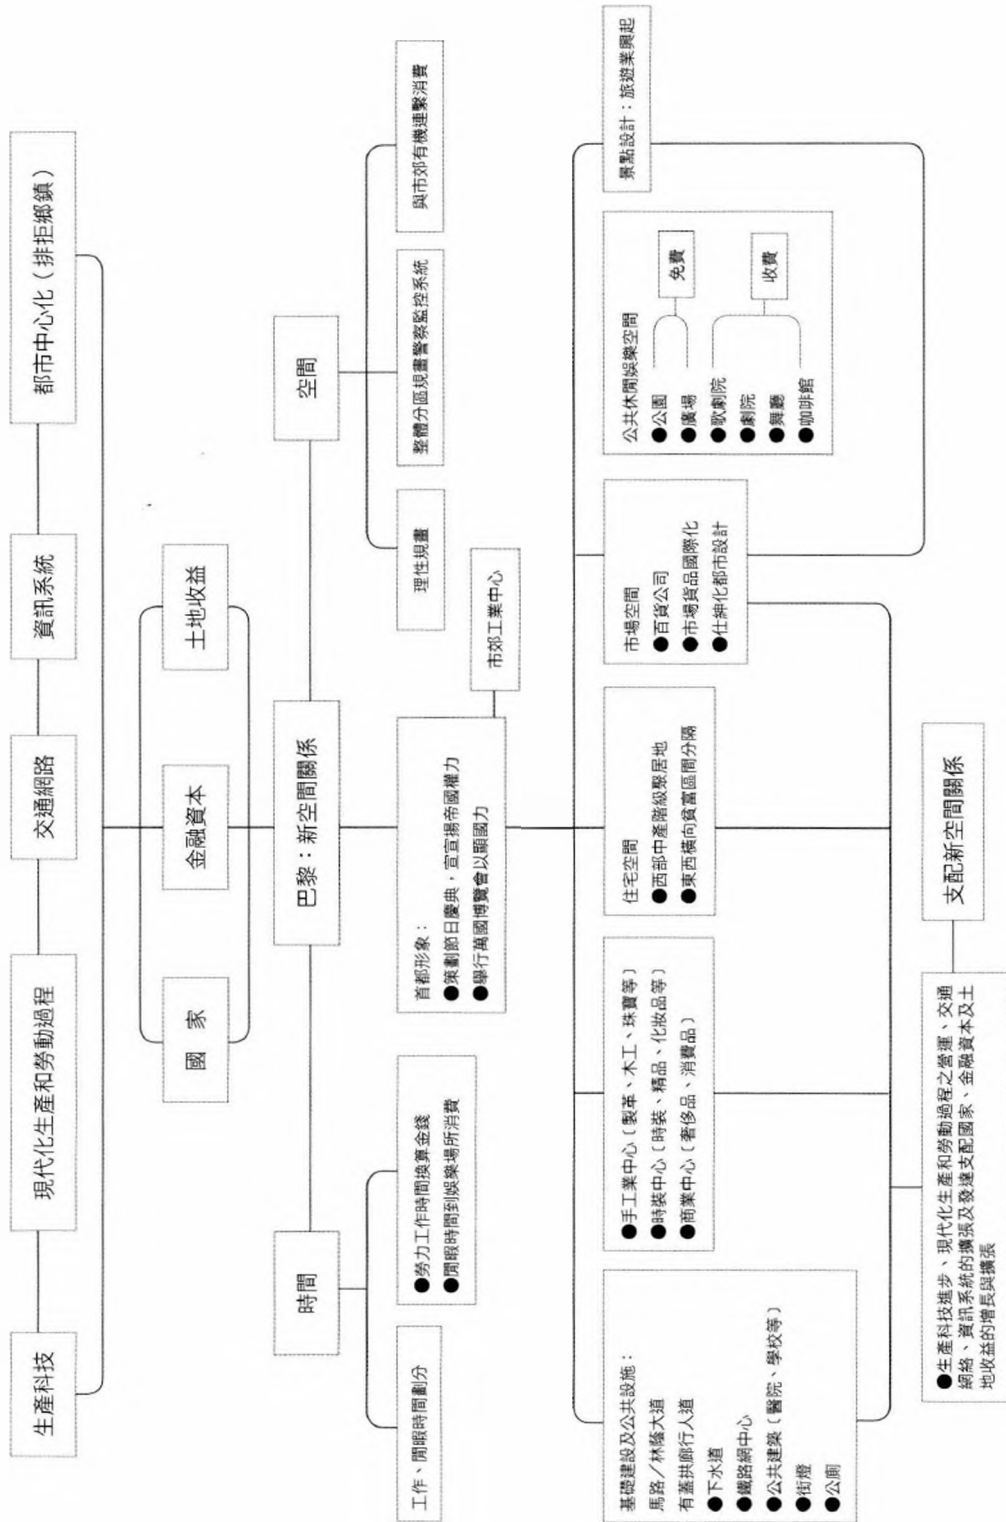 生產科技
現代化生產和勞動過程
交通網路
資訊系統
都市中心化（排拒鄉鎮）
國 家
金融資本
土地收益
時間
巴黎：新空間關係
空間
工作、閒暇時間劃分
●勞力工作時間換算金錢
●閒暇時間到娛樂場所消費
首都形象：
●策劃節日慶典，宣宣揚帝國權力
●舉行萬國博覽會以顯國力
市郊工業中心
理性規畫
整體分區規畫警察監控系統
與市郊有機連繫消費
基礎建設及公共設施：
馬路／林蔭大道
有蓋拱廊行人道
●下水道
●鐵路網中心
●公共建築（醫院、學校等）
●街燈
●公廁
●手工業中心（製革、木工、珠寶等）
●時裝中心（時裝、精品、化妝品等）
●商業中心（奢侈品、消費品）
住宅空間
●西部中產階級聚居地
●東西橫向貧富區間分隔
市場空間
●百貨公司
●市場貨品國際化
●仕紳化都市設計
公共休閒娛樂空間
●公園
●廣場
●歌劇院
●劇院
●舞廳
●咖啡館
免費
收費
景點設計：旅遊業興起
●生產科技進步、現代化生產和勞動過程之營運、交通
網絡、資訊系統的擴張及發達支配國家、金融資本及土
地收益的增長與擴張
支配新空間關係